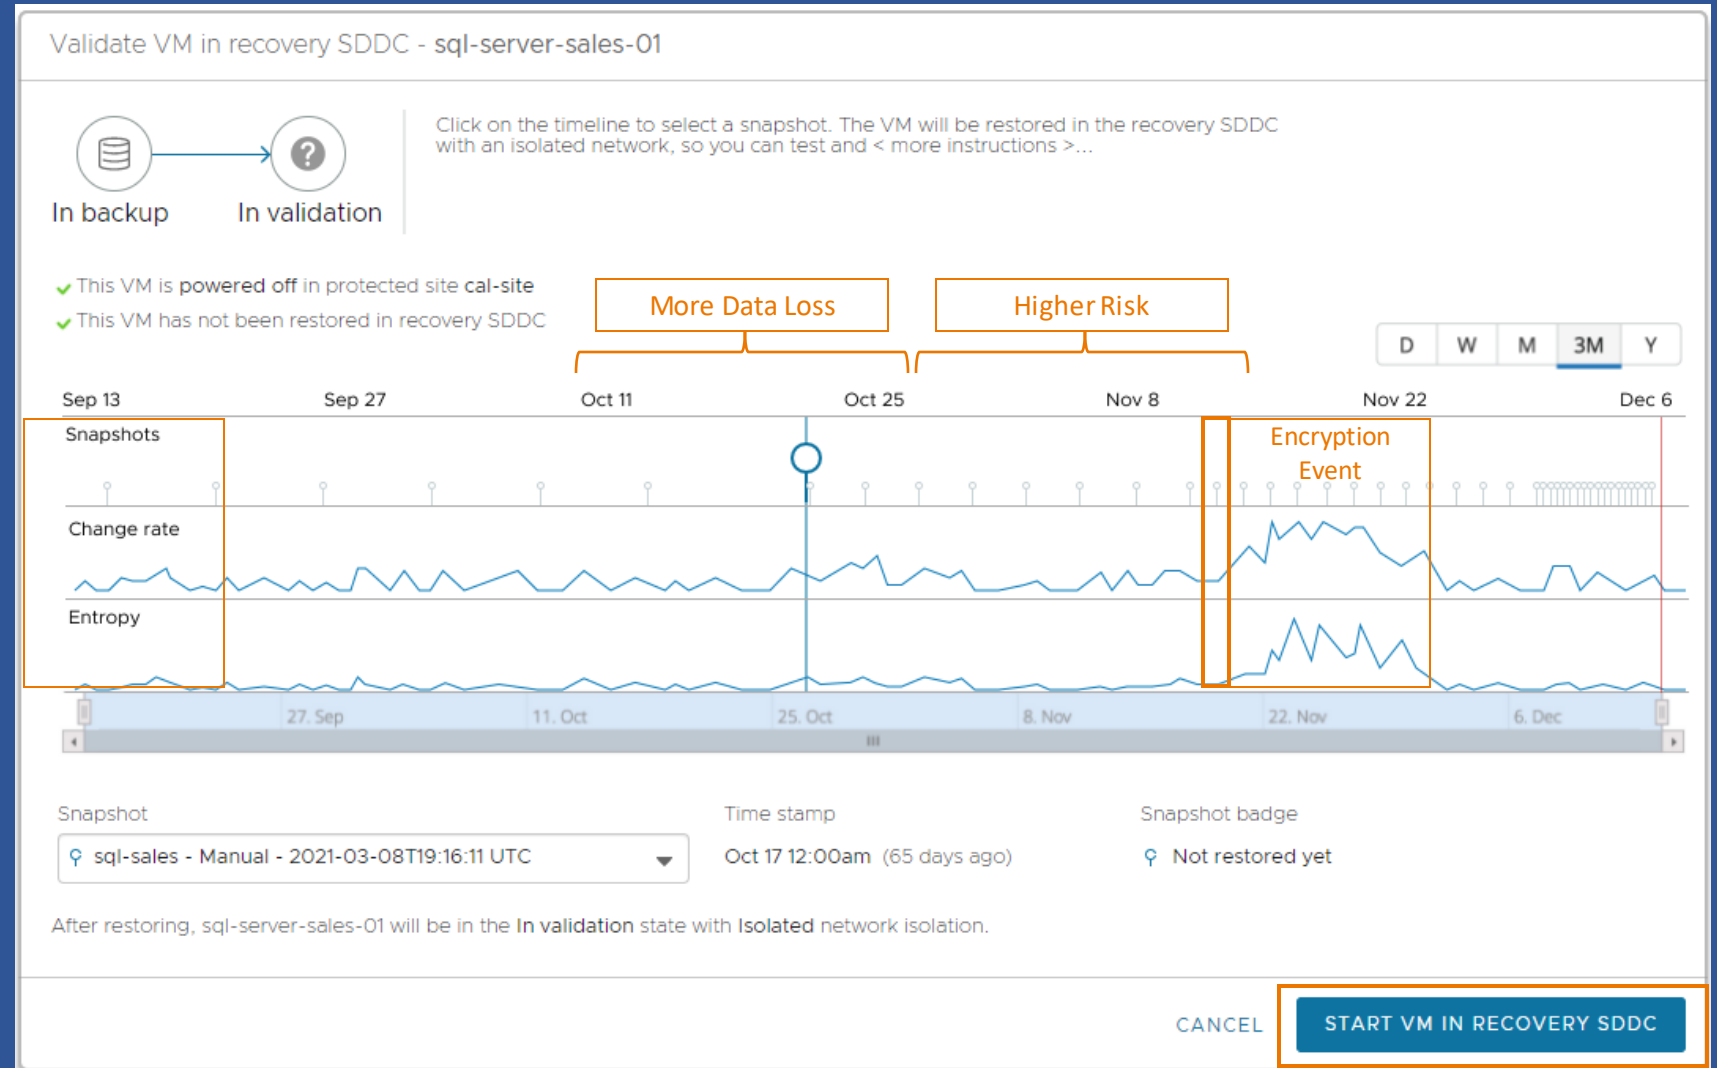 Validate VM in recovery SDDC - sql-server-sales-01
Click on the timeline to select a snapshot. The VM will be restored in the recovery SDDC
with an isolated network, so you can test and < more instructions >...
In backup
In validation
This VM is powered off in protected site cal-site
This VM has not been restored in recovery SDDC
More Data Loss
Higher Risk
D W M 3M Y
Sep 13 Sep 27 Oct 11 Oct 25 Nov 8 Nov 22 Dec 6
Snapshots
Encryption
Event
Change rate
Entropy
27. Sep 11. Oct 25. Oct 8. Nov 22. Nov 6. Dec
Snapshot
sql-sales - Manual - 2021-03-08T19:16:11 UTC
Time stamp
Oct 17 12:00am (65 days ago)
Snapshot badge
Not restored yet
After restoring, sql-server-sales-01 will be in the In validation state with Isolated network isolation.
CANCEL
START VM IN RECOVERY SDDC